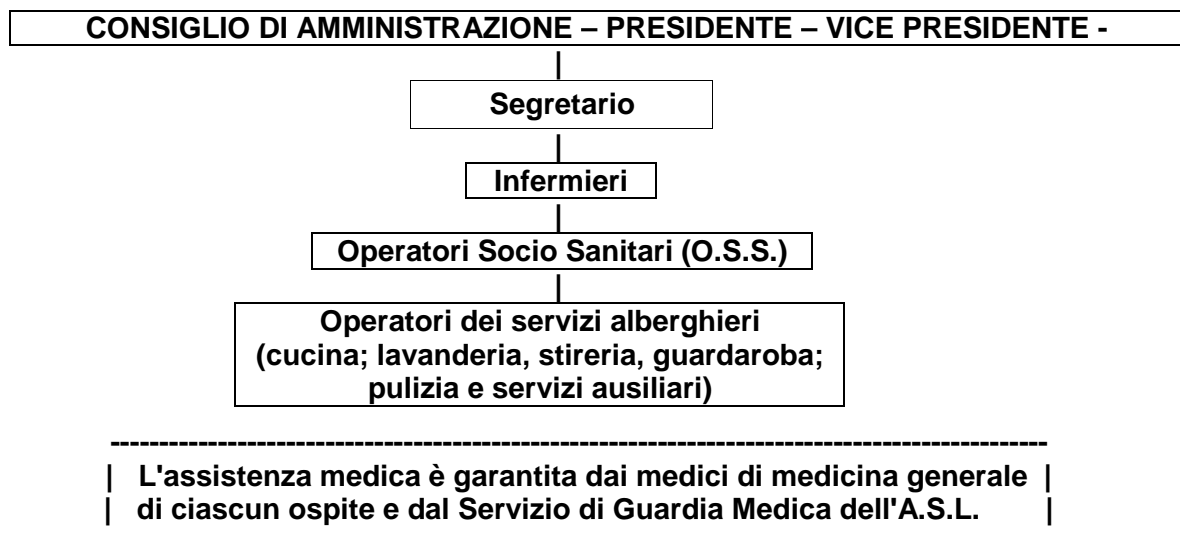 CONSIGLIO DI AMMINISTRAZIONE – PRESIDENTE – VICE PRESIDENTE -
Segretario
Infermieri
Operatori Socio Sanitari (O.S.S.)
Operatori dei servizi alberghieri
(cucina; lavanderia, stireria, guardaroba;
pulizia e servizi ausiliari)
L'assistenza medica è garantita dai medici di medicina generale
di ciascun ospite e dal Servizio di Guardia Medica dell'A.S.L.